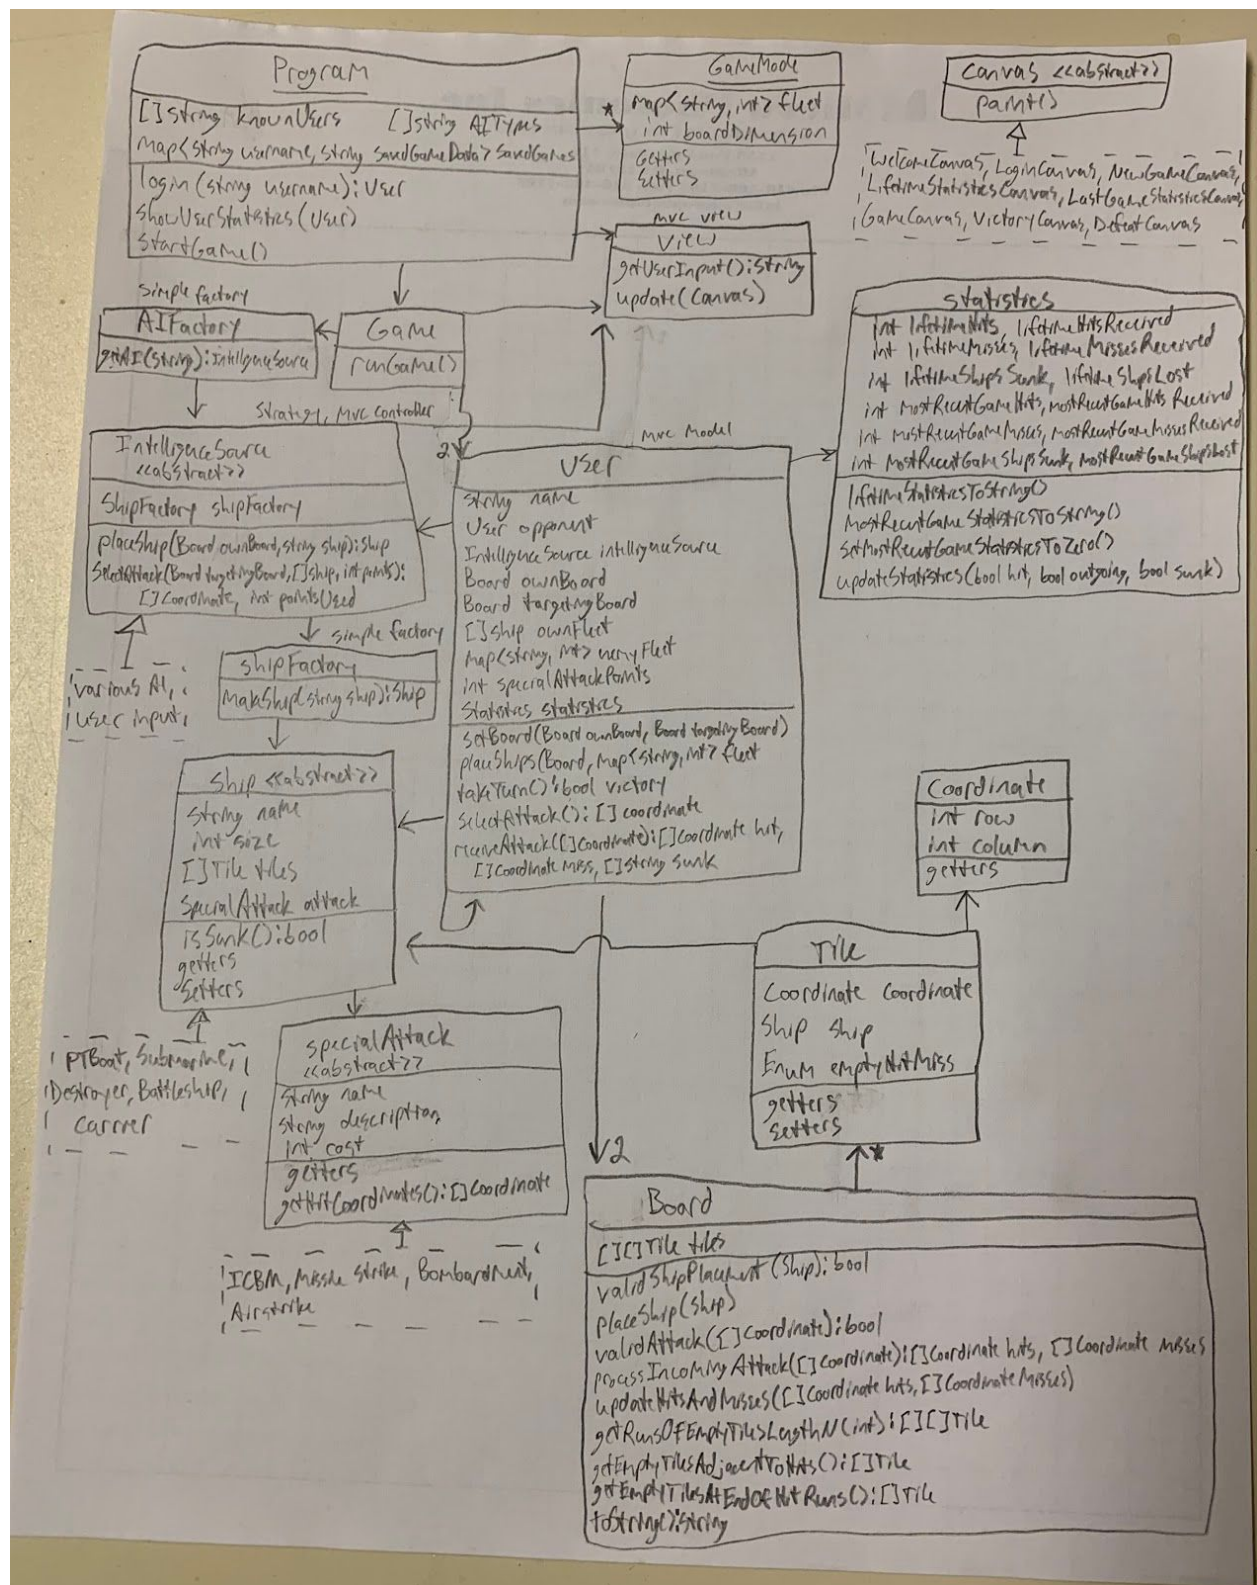 Program
[]string knownUsers   []string AITypes
map<string username, string savedGameData> savedGames
login(string username): User
showUserStatistics(User)
startGame()
*
GameMode
map<string, int> fleet
int boardDimension
Getters
Setters
Canvas <<abstract>>
paint()
WelcomeCanvas, LoginCanvas, NewGameCanvas,
LifetimeStatisticsCanvas, LastGameStatisticsCanvas
GameCanvas, VictoryCanvas, DefeatCanvas
mvc view
View
getUserInput():string
update(Canvas)
simple factory
AIFactory
getAI(string):IntelligenceSource
Game
runGame()
Statistics
int lifetimeHits, lifetimeHitsReceived
int lifetimeMisses, lifetimeMissesReceived
int lifetimeShipsSunk, lifetimeShipsLost
int mostRecentGameHits, mostRecentGameHitsReceived
int mostRecentGameMisses, mostRecentGameMissesReceived
int mostRecentGameShipsSunk, mostRecentGameShipsLost
lifetimeStatisticsToString()
mostRecentGameStatisticsToString()
setMostRecentGameStatisticsToZero()
updateStatistics(bool hit, bool outgoing, bool sunk)
strategy, mvc controller
IntelligenceSource
<<abstract>>
ShipFactory shipFactory
placeShip(Board ownBoard, string ship):Ship
selectAttack(Board targetingBoard, []ship, int points):
[]Coordinate, int pointsUsed
various AI,
user input
2
mvc model
User
string name
User opponent
IntelligenceSource intelligenceSource
Board ownBoard
Board targetingBoard
[]ship ownFleet
map<string, int> enemyFleet
int specialAttackPoints
Statistics statistics
setBoard(Board ownBoard, Board targetingBoard)
placeShips(Board, map<string, int> fleet
takeTurn():bool victory
selectAttack(): []coordinate
receiveAttack([]coordinate):[]Coordinate hit,
[]Coordinate miss, []string sunk
simple factory
shipFactory
makeShip(string ship):Ship
ship <<abstract>>
string name
int size
[]Tile tiles
SpecialAttack attack
isSunk():bool
getters
setters
PTBoat, Submarine,
Destroyer, Battleship,
Carrier
specialAttack
<<abstract>>
string name
string description
int cost
getters
getHitCoordinates():[]Coordinate
ICBM, Missile strike, Bombardment,
Airstrike
Coordinate
int row
int column
getters
Tile
Coordinate coordinate
Ship ship
Enum emptyHitMiss
getters
setters
*
2
Board
[][]Tile tiles
validShipPlacement(Ship):bool
placeShip(Ship)
validAttack([]Coordinate):bool
processIncomingAttack([]Coordinate):[]Coordinate hits, []Coordinate misses
updateHitsAndMisses([]Coordinate hits, []Coordinate misses)
getRunsOfEmptyTilesLengthN(int):[][]Tile
getEmptyTilesAdjacentToHits():[]Tile
getEmptyTilesAtEndOfHitRuns():[]Tile
toString():string